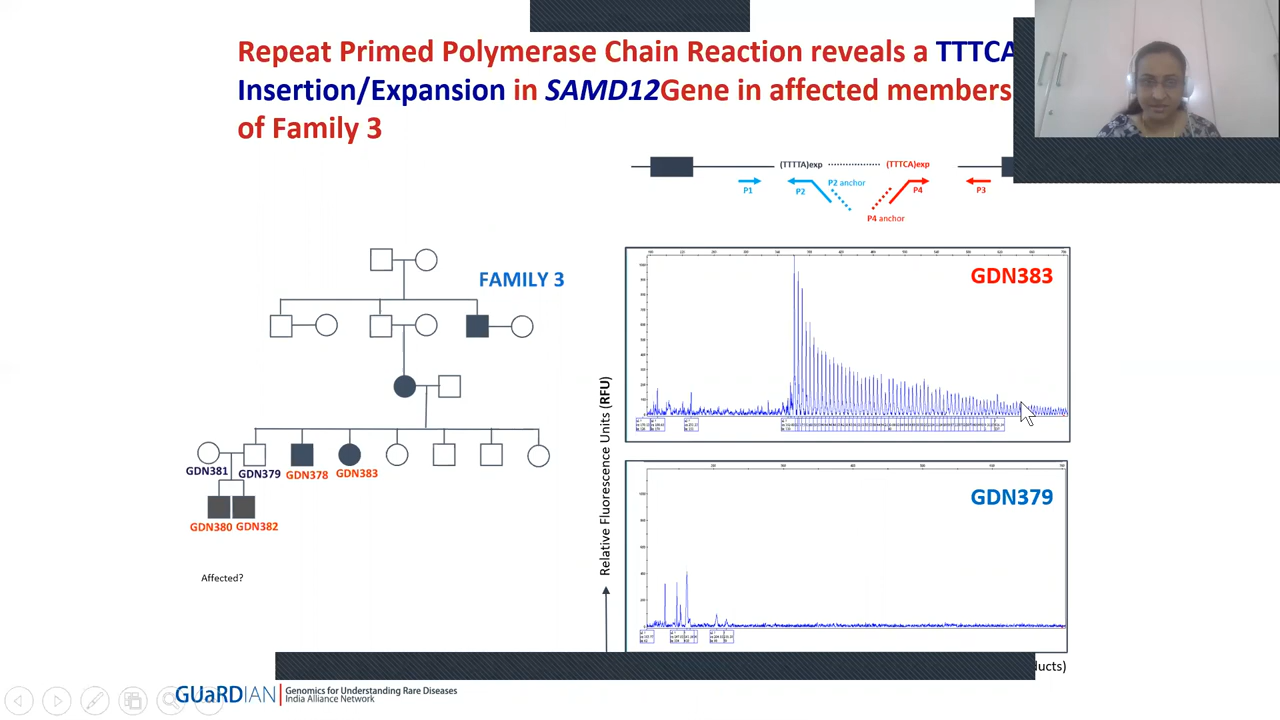 Repeat Primed Polymerase Chain Reaction reveals a TTTCA
Insertion/Expansion in SAMD12Gene in affected members
of Family 3
(TTTTA)exp
(TTTCA)exp
P1
P2
P2 anchor
P4
P3
P4 anchor
FAMILY 3
GDN381
GDN379
GDN378
GDN383
GDN380
GDN382
Affected?
Relative Fluorescence Units (RFU)
GDN383
GDN379
ducts)
GUaRDIAN
Genomics for Understanding Rare Diseases
India Alliance Network